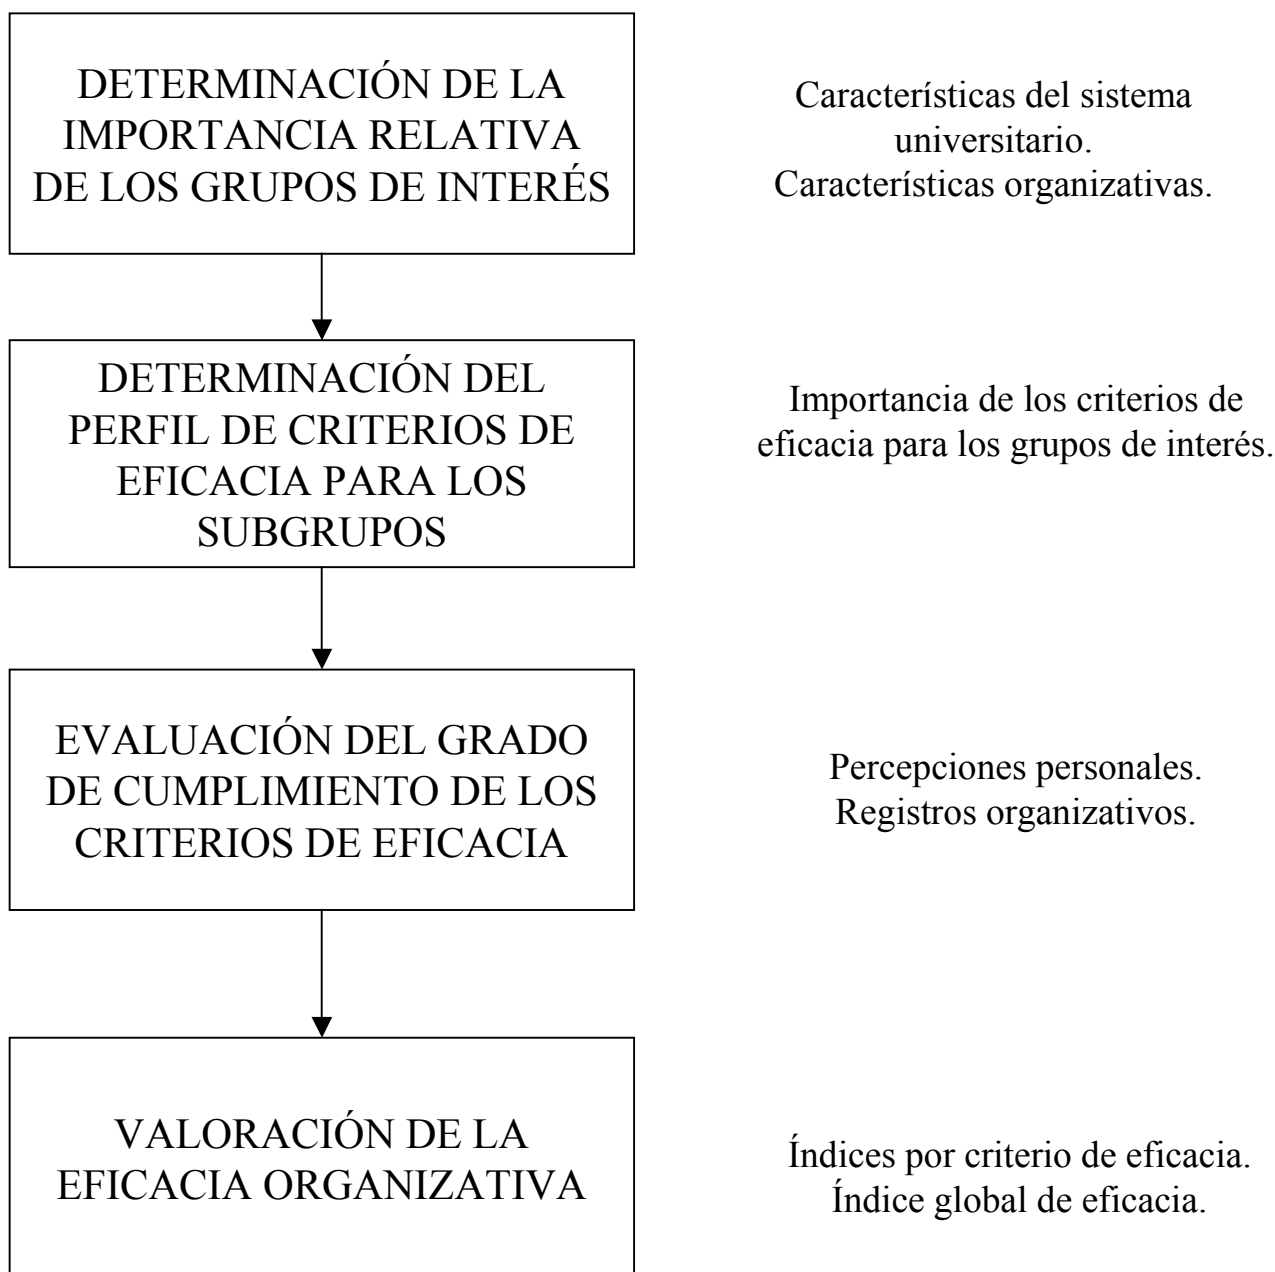 DETERMINACIÓN DE LA
IMPORTANCIA RELATIVA
DE LOS GRUPOS DE INTERÉS
Características del sistema
universitario.
Características organizativas.
DETERMINACIÓN DEL
PERFIL DE CRITERIOS DE
EFICACIA PARA LOS
SUBGRUPOS
Importancia de los criterios de
eficacia para los grupos de interés.
EVALUACIÓN DEL GRADO
DE CUMPLIMIENTO DE LOS
CRITERIOS DE EFICACIA
Percepciones personales.
Registros organizativos.
VALORACIÓN DE LA
EFICACIA ORGANIZATIVA
Índices por criterio de eficacia.
Índice global de eficacia.